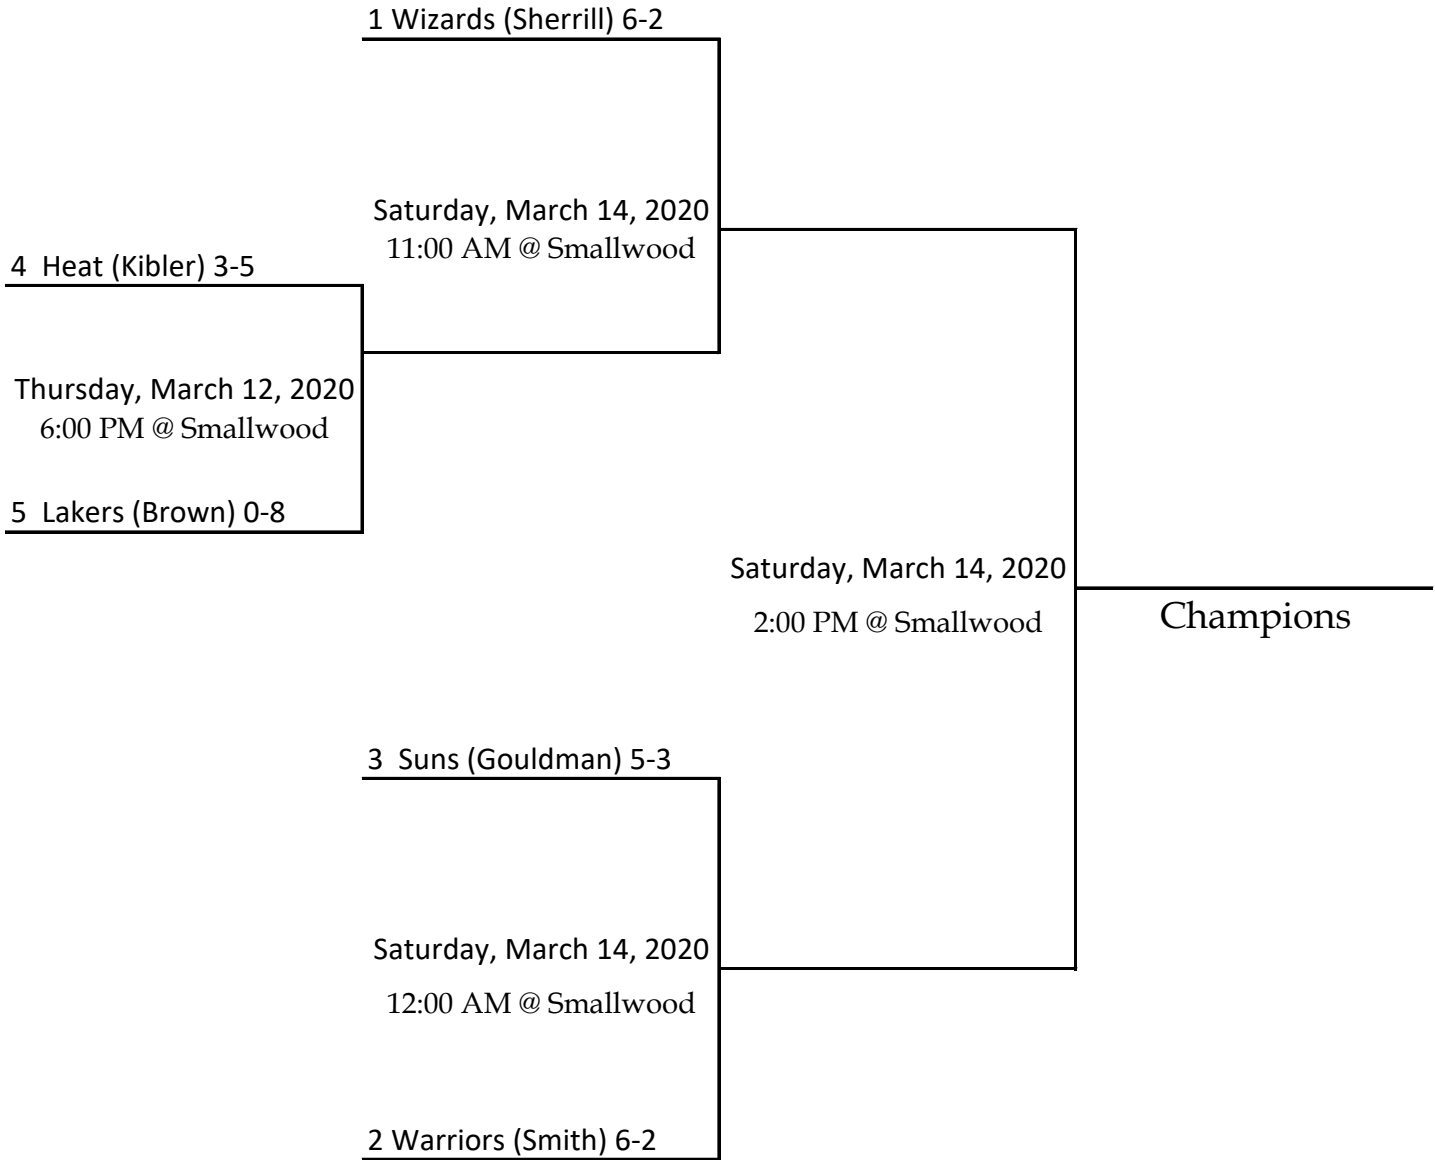 1 Wizards (Sherrill) 6-2
Saturday, March 14, 2020
11:00 AM @ Smallwood
4  Heat (Kibler) 3-5
Thursday, March 12, 2020
6:00 PM @ Smallwood
5  Lakers (Brown) 0-8
Saturday, March 14, 2020
2:00 PM @ Smallwood
Champions
3  Suns (Gouldman) 5-3
Saturday, March 14, 2020
12:00 AM @ Smallwood
2 Warriors (Smith) 6-2